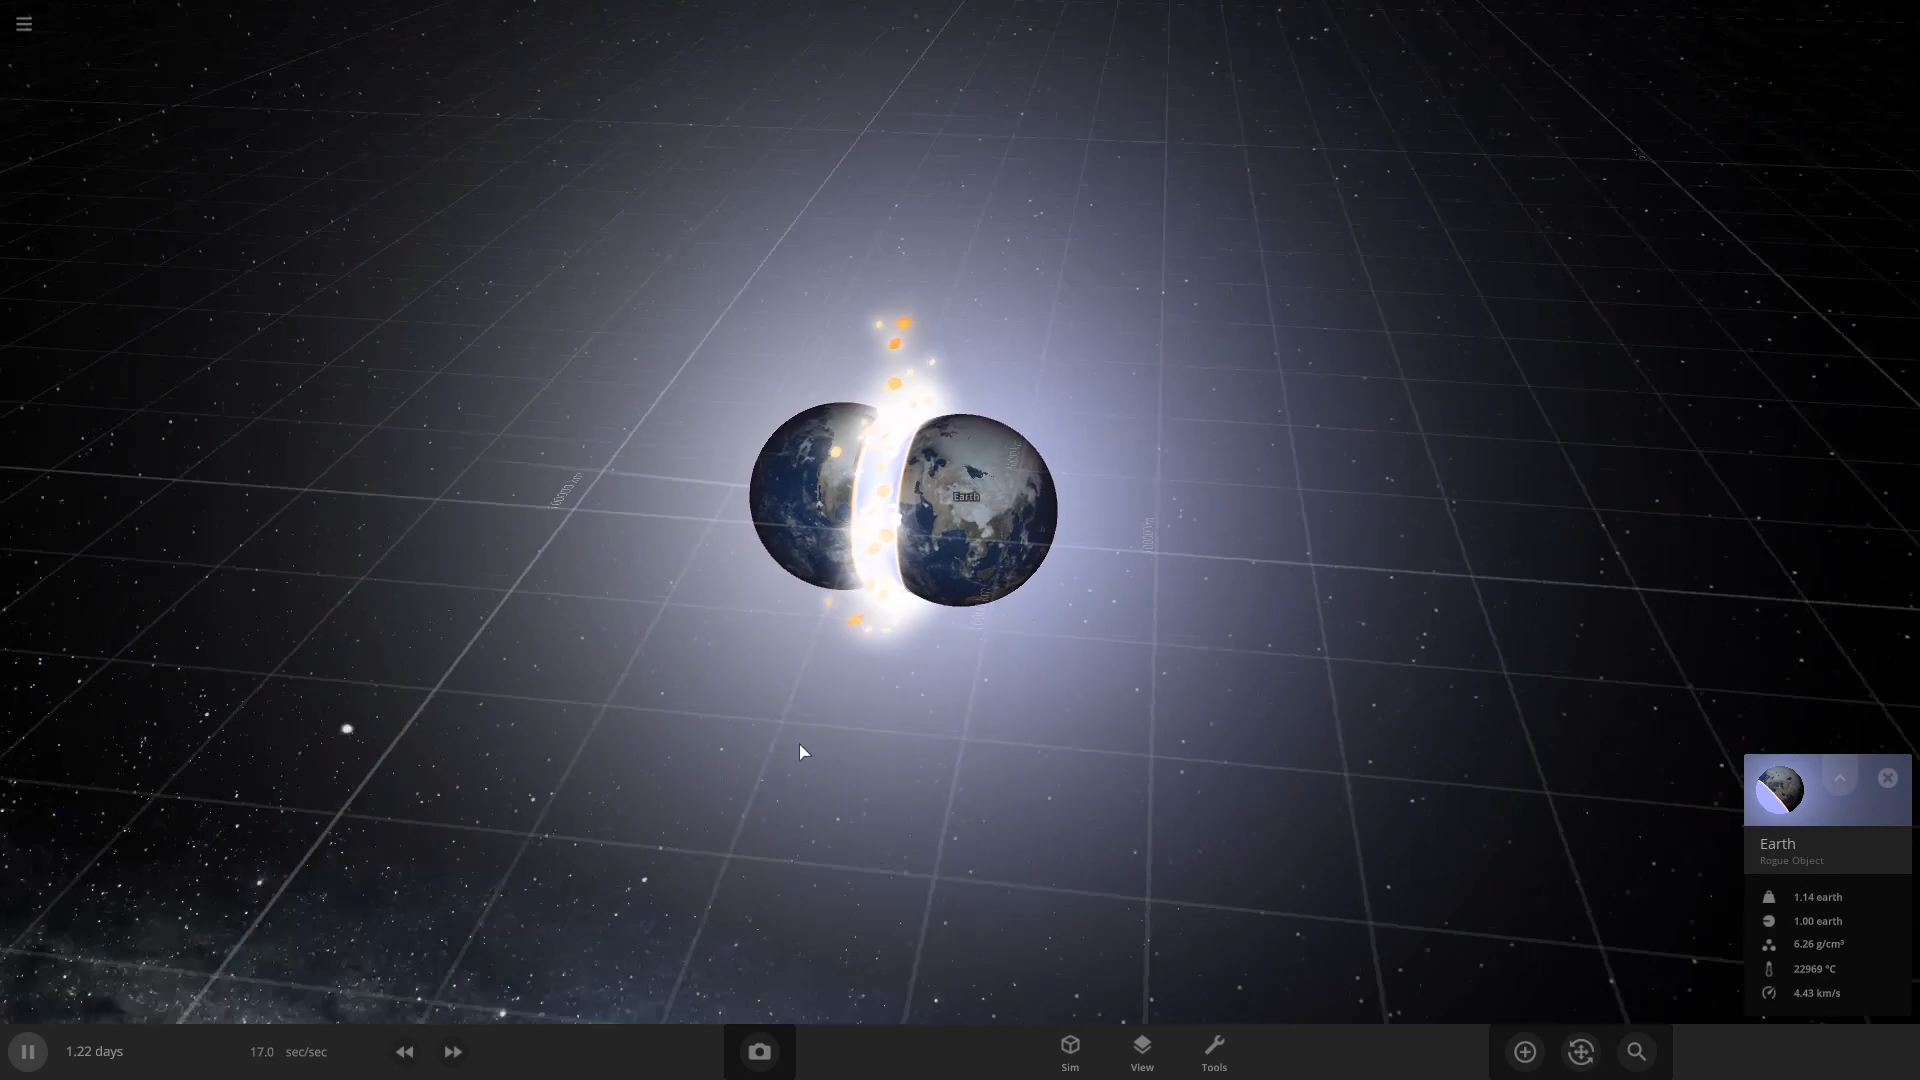 Earth
Earth
Rogue Object
1.14 earth
1.00 earth
6.26 g/cm³
22969 °C
4.43 km/s
1.22 days
17.0 sec/sec
Sim
View
Tools